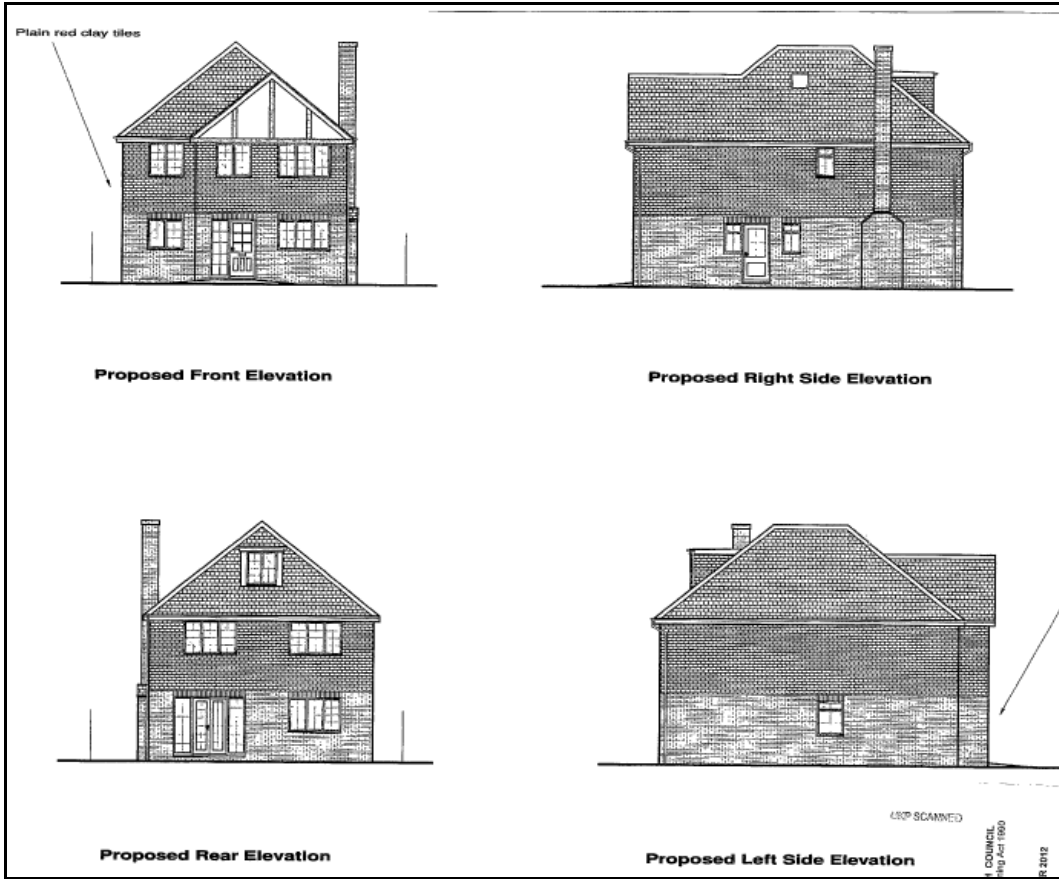 Plain red clay tiles
Proposed Front Elevation
Proposed Right Side Elevation
Proposed Rear Elevation
Proposed Left Side Elevation
SCANNED
COUNCIL
Act 1990
R 2012